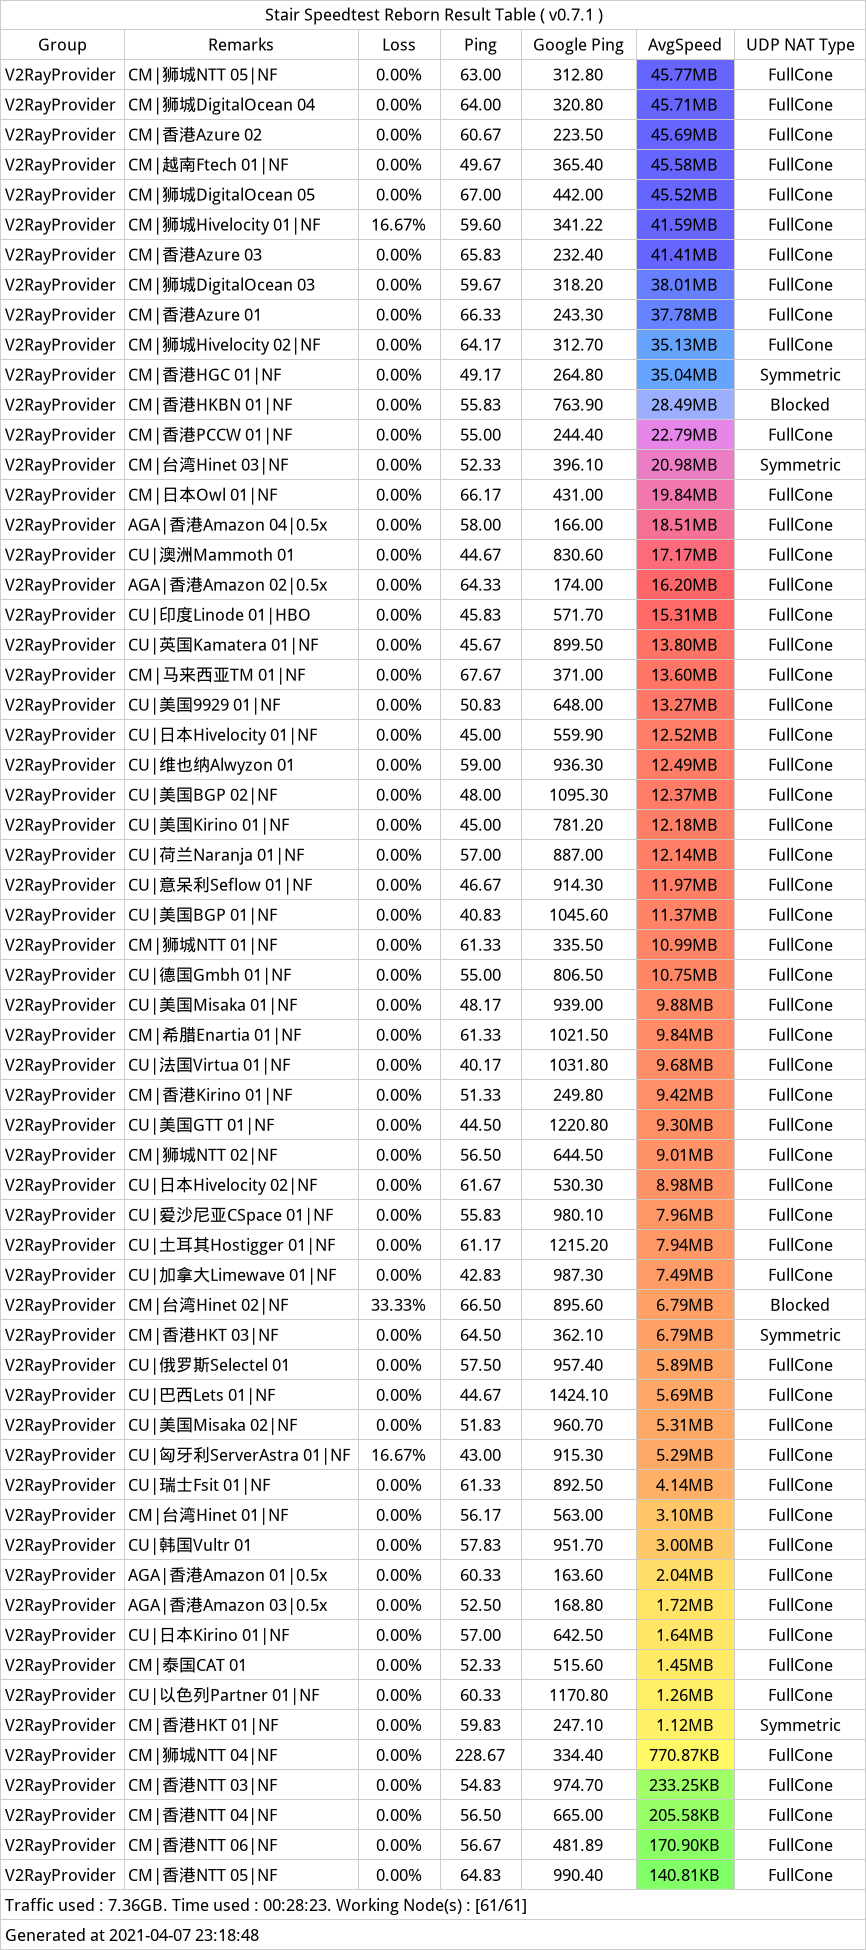 Stair Speedtest Reborn Result Table ( v0.7.1 )
Group Remarks Loss Ping Google Ping AvgSpeed UDP NAT Type
V2RayProvider CM|狮城NTT 05|NF 0.00% 63.00 312.80 45.77MB FullCone
V2RayProvider CM|狮城DigitalOcean 04 0.00% 64.00 320.80 45.71MB FullCone
V2RayProvider CM|香港Azure 02 0.00% 60.67 223.50 45.69MB FullCone
V2RayProvider CM|越南Ftech 01|NF 0.00% 49.67 365.40 45.58MB FullCone
V2RayProvider CM|狮城DigitalOcean 05 0.00% 67.00 442.00 45.52MB FullCone
V2RayProvider CM|狮城Hivelocity 01|NF 16.67% 59.60 341.22 41.59MB FullCone
V2RayProvider CM|香港Azure 03 0.00% 65.83 232.40 41.41MB FullCone
V2RayProvider CM|狮城DigitalOcean 03 0.00% 59.67 318.20 38.01MB FullCone
V2RayProvider CM|香港Azure 01 0.00% 66.33 243.30 37.78MB FullCone
V2RayProvider CM|狮城Hivelocity 02|NF 0.00% 64.17 312.70 35.13MB FullCone
V2RayProvider CM|香港HGC 01|NF 0.00% 49.17 264.80 35.04MB Symmetric
V2RayProvider CM|香港HKBN 01|NF 0.00% 55.83 763.90 28.49MB Blocked
V2RayProvider CM|香港PCCW 01|NF 0.00% 55.00 244.40 22.79MB FullCone
V2RayProvider CM|台湾Hinet 03|NF 0.00% 52.33 396.10 20.98MB Symmetric
V2RayProvider CM|日本Owl 01|NF 0.00% 66.17 431.00 19.84MB FullCone
V2RayProvider AGA|香港Amazon 04|0.5x 0.00% 58.00 166.00 18.51MB FullCone
V2RayProvider CU|澳洲Mammoth 01 0.00% 44.67 830.60 17.17MB FullCone
V2RayProvider AGA|香港Amazon 02|0.5x 0.00% 64.33 174.00 16.20MB FullCone
V2RayProvider CU|印度Linode 01|HBO 0.00% 45.83 571.70 15.31MB FullCone
V2RayProvider CU|英国Kamatera 01|NF 0.00% 45.67 899.50 13.80MB FullCone
V2RayProvider CM|马来西亚TM 01|NF 0.00% 67.67 371.00 13.60MB FullCone
V2RayProvider CU|美国9929 01|NF 0.00% 50.83 648.00 13.27MB FullCone
V2RayProvider CU|日本Hivelocity 01|NF 0.00% 45.00 559.90 12.52MB FullCone
V2RayProvider CU|维也纳Alwyzon 01 0.00% 59.00 936.30 12.49MB FullCone
V2RayProvider CU|美国BGP 02|NF 0.00% 48.00 1095.30 12.37MB FullCone
V2RayProvider CU|美国Kirino 01|NF 0.00% 45.00 781.20 12.18MB FullCone
V2RayProvider CU|荷兰Naranja 01|NF 0.00% 57.00 887.00 12.14MB FullCone
V2RayProvider CU|意呆利Seflow 01|NF 0.00% 46.67 914.30 11.97MB FullCone
V2RayProvider CU|美国BGP 01|NF 0.00% 40.83 1045.60 11.37MB FullCone
V2RayProvider CM|狮城NTT 01|NF 0.00% 61.33 335.50 10.99MB FullCone
V2RayProvider CU|德国Gmbh 01|NF 0.00% 55.00 806.50 10.75MB FullCone
V2RayProvider CU|美国Misaka 01|NF 0.00% 48.17 939.00 9.88MB FullCone
V2RayProvider CM|希腊Enartia 01|NF 0.00% 61.33 1021.50 9.84MB FullCone
V2RayProvider CU|法国Virtua 01|NF 0.00% 40.17 1031.80 9.68MB FullCone
V2RayProvider CM|香港Kirino 01|NF 0.00% 51.33 249.80 9.42MB FullCone
V2RayProvider CU|美国GTT 01|NF 0.00% 44.50 1220.80 9.30MB FullCone
V2RayProvider CM|狮城NTT 02|NF 0.00% 56.50 644.50 9.01MB FullCone
V2RayProvider CU|日本Hivelocity 02|NF 0.00% 61.67 530.30 8.98MB FullCone
V2RayProvider CU|爱沙尼亚CSpace 01|NF 0.00% 55.83 980.10 7.96MB FullCone
V2RayProvider CU|土耳其Hostigger 01|NF 0.00% 61.17 1215.20 7.94MB FullCone
V2RayProvider CU|加拿大Limewave 01|NF 0.00% 42.83 987.30 7.49MB FullCone
V2RayProvider CM|台湾Hinet 02|NF 33.33% 66.50 895.60 6.79MB Blocked
V2RayProvider CM|香港HKT 03|NF 0.00% 64.50 362.10 6.79MB Symmetric
V2RayProvider CU|俄罗斯Selectel 01 0.00% 57.50 957.40 5.89MB FullCone
V2RayProvider CU|巴西Lets 01|NF 0.00% 44.67 1424.10 5.69MB FullCone
V2RayProvider CU|美国Misaka 02|NF 0.00% 51.83 960.70 5.31MB FullCone
V2RayProvider CU|匈牙利ServerAstra 01|NF 16.67% 43.00 915.30 5.29MB FullCone
V2RayProvider CU|瑞士Fsit 01|NF 0.00% 61.33 892.50 4.14MB FullCone
V2RayProvider CM|台湾Hinet 01|NF 0.00% 56.17 563.00 3.10MB FullCone
V2RayProvider CU|韩国Vultr 01 0.00% 57.83 951.70 3.00MB FullCone
V2RayProvider AGA|香港Amazon 01|0.5x 0.00% 60.33 163.60 2.04MB FullCone
V2RayProvider AGA|香港Amazon 03|0.5x 0.00% 52.50 168.80 1.72MB FullCone
V2RayProvider CU|日本Kirino 01|NF 0.00% 57.00 642.50 1.64MB FullCone
V2RayProvider CM|泰国CAT 01 0.00% 52.33 515.60 1.45MB FullCone
V2RayProvider CU|以色列Partner 01|NF 0.00% 60.33 1170.80 1.26MB FullCone
V2RayProvider CM|香港HKT 01|NF 0.00% 59.83 247.10 1.12MB Symmetric
V2RayProvider CM|狮城NTT 04|NF 0.00% 228.67 334.40 770.87KB FullCone
V2RayProvider CM|香港NTT 03|NF 0.00% 54.83 974.70 233.25KB FullCone
V2RayProvider CM|香港NTT 04|NF 0.00% 56.50 665.00 205.58KB FullCone
V2RayProvider CM|香港NTT 06|NF 0.00% 56.67 481.89 170.90KB FullCone
V2RayProvider CM|香港NTT 05|NF 0.00% 64.83 990.40 140.81KB FullCone
Traffic used : 7.36GB. Time used : 00:28:23. Working Node(s) : [61/61]
Generated at 2021-04-07 23:18:48